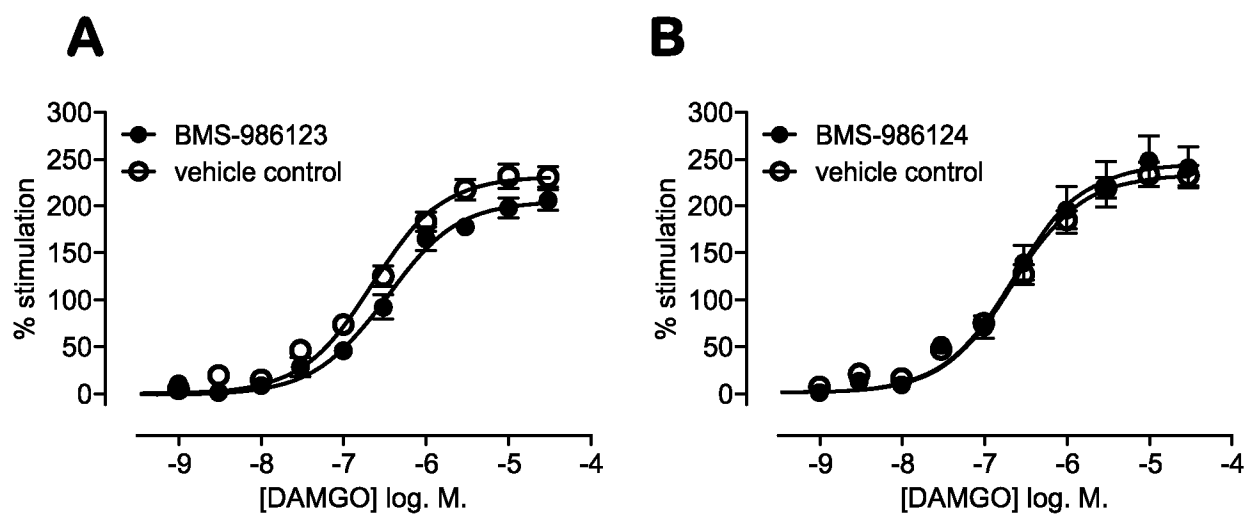 A
300
250
200
150
100
50
0
% stimulation
BMS-986123
vehicle control
-9 -8 -7 -6 -5 -4
[DAMGO] log. M.
B
300
250
200
150
100
50
0
% stimulation
BMS-986124
vehicle control
-9 -8 -7 -6 -5 -4
[DAMGO] log. M.